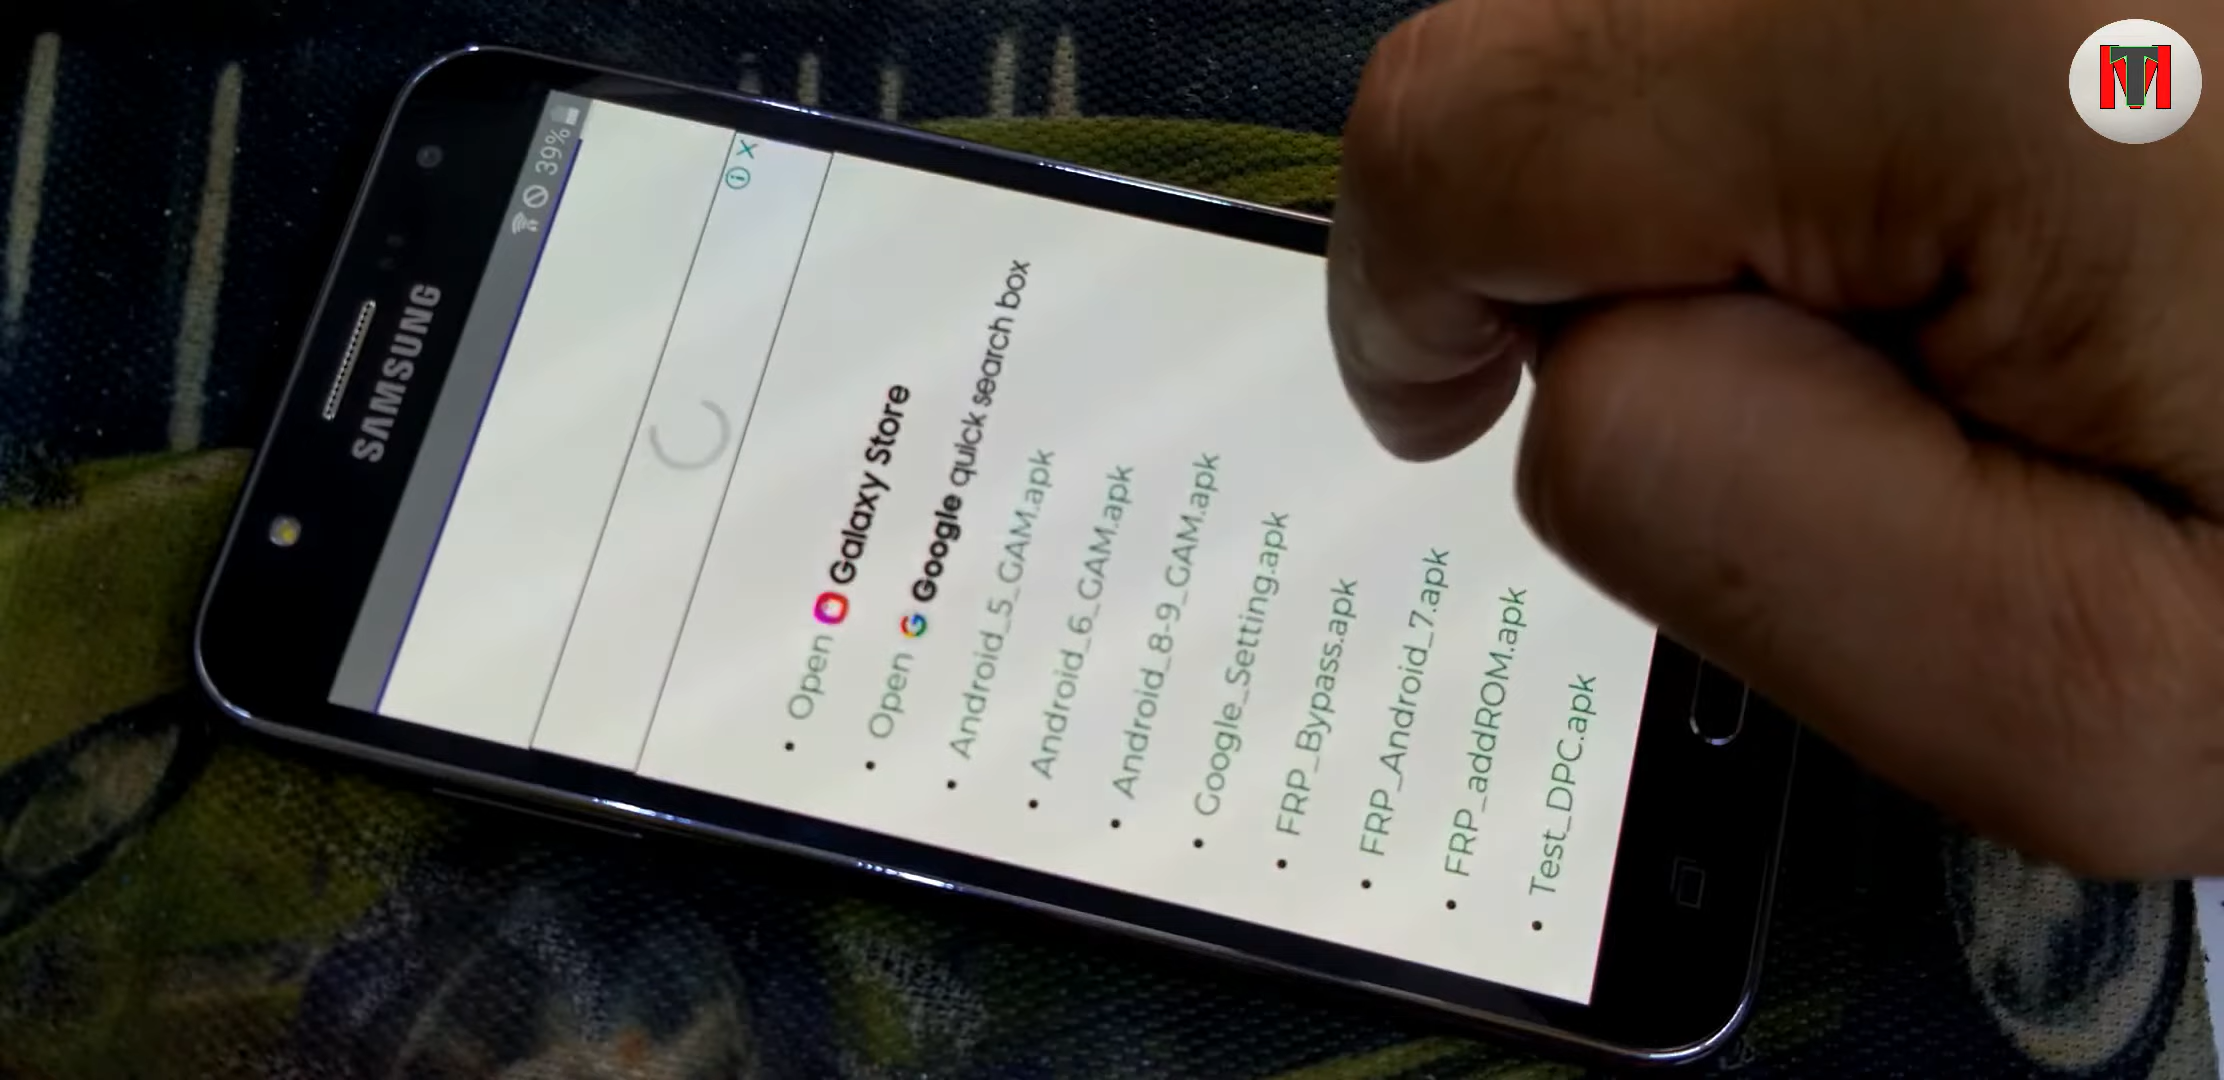 39%
SAMSUNG
Open Galaxy Store
Open Google quick search box
Android_5_GAM.apk
Android_6_GAM.apk
Android_8-9_GAM.apk
Google_Setting.apk
FRP_Bypass.apk
FRP_Android_7.apk
FRP_addROM.apk
Test_DPC.apk
MT